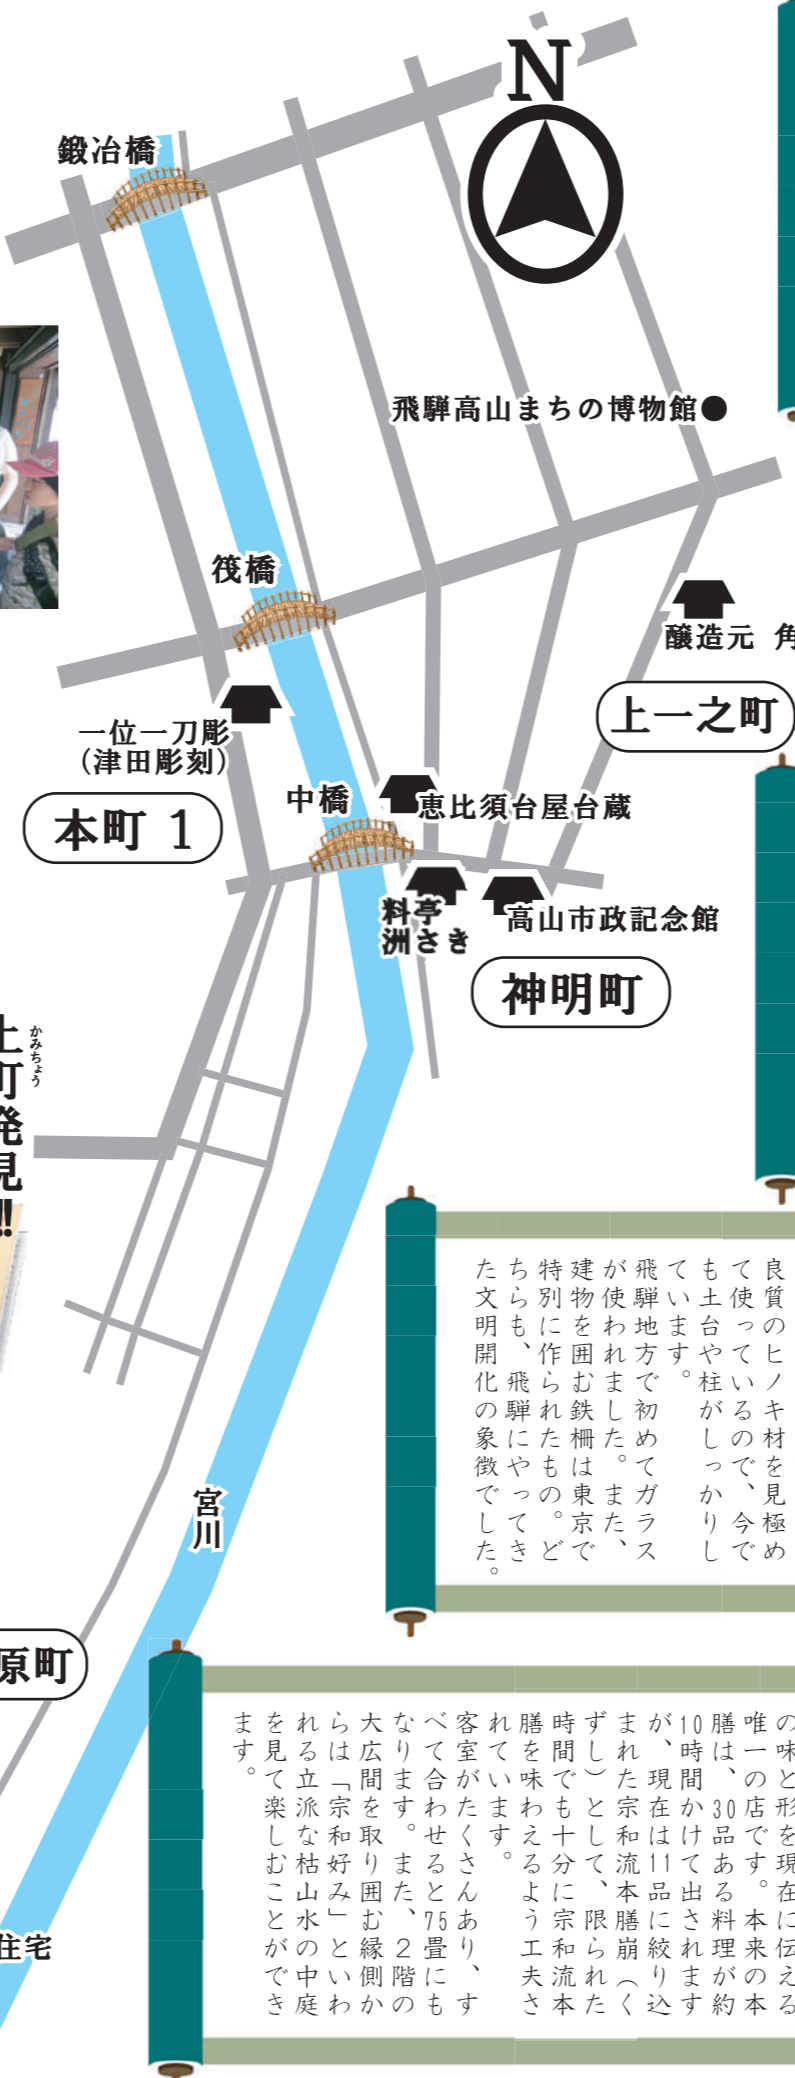 N
鍛冶橋
飛騨高山まちの博物館●
筏橋
醸造元 角
上一之町
一位一刀彫
(津田彫刻)
中橋
恵比須台屋台蔵
本町 1
料亭
洲さき
高山市政記念館
神明町
かみちょう
上町発見!!
良質のヒノキ材を見極め
て使っているので、今で
も土台や柱がしっかりし
ています。
飛騨地方で初めてガラス
が使われました。また、
建物を囲む鉄柵は東京で
特別に作られたもの。ど
ちらも、飛騨にやってき
た文明開化の象徴でした。
宮川
原町
の味と形を現在に伝える
唯一の店です。本来の本
膳は、30品ある料理が約
10時間かけて出されます
が、現在は11品に絞り込
まれた宗和流本膳崩(く
ずし)として、限られた
時間でも十分に宗和流本
膳を味わえるよう工夫さ
れています。
客室がたくさんあり、す
べて合わせると75畳にも
なります。また、2階の
大広間を取り囲む縁側か
らは「宗和好み」といわ
れる立派な枯山水の中庭
を見て楽しむことができ
ます。
住宅